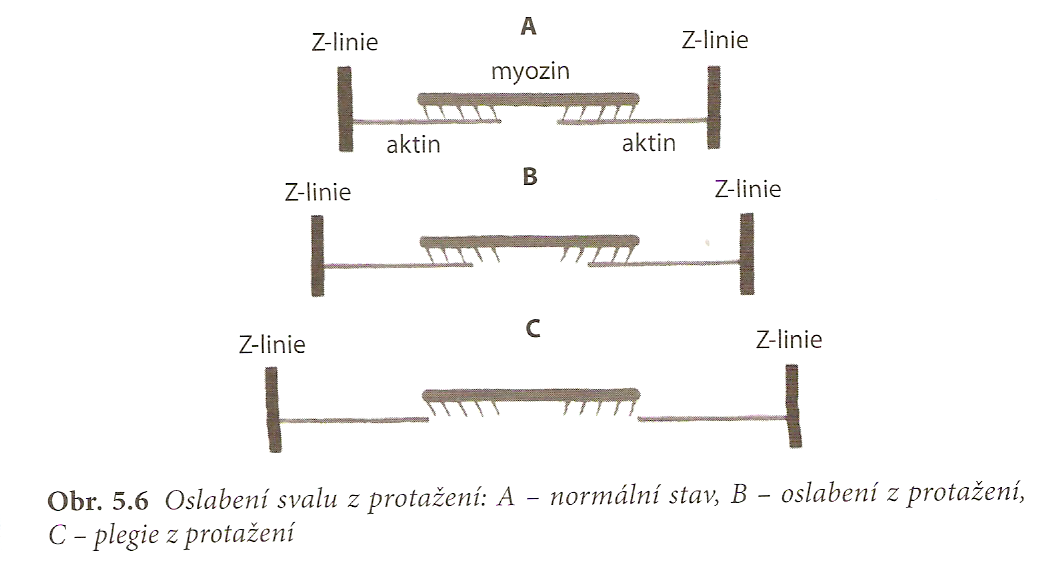 A
Z-linie Z-linie
myozin
aktin aktin
B
Z-linie Z-linie
C
Z-linie Z-linie
Obr. 5.6 Oslabení svalu z protažení: A – normální stav, B – oslabení z protažení,
C – plegie z protažení